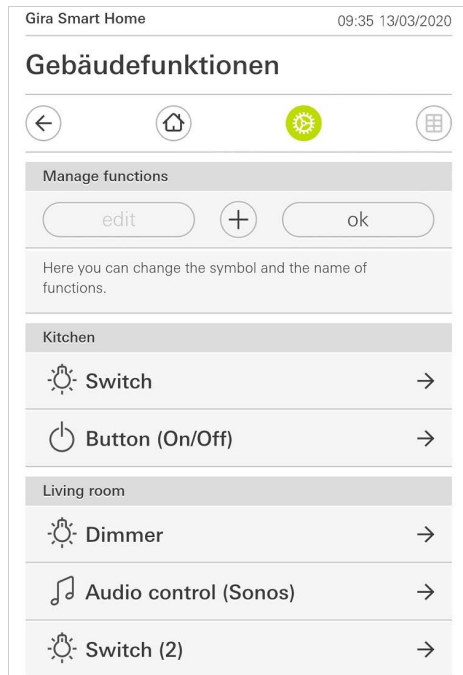 Gira Smart Home 09:35 13/03/2020
Gebäudefunktionen
Manage functions
edit + ok
Here you can change the symbol and the name of
functions.
Kitchen
Switch
Button (On/Off)
Living room
Dimmer
Audio control (Sonos)
Switch (2)